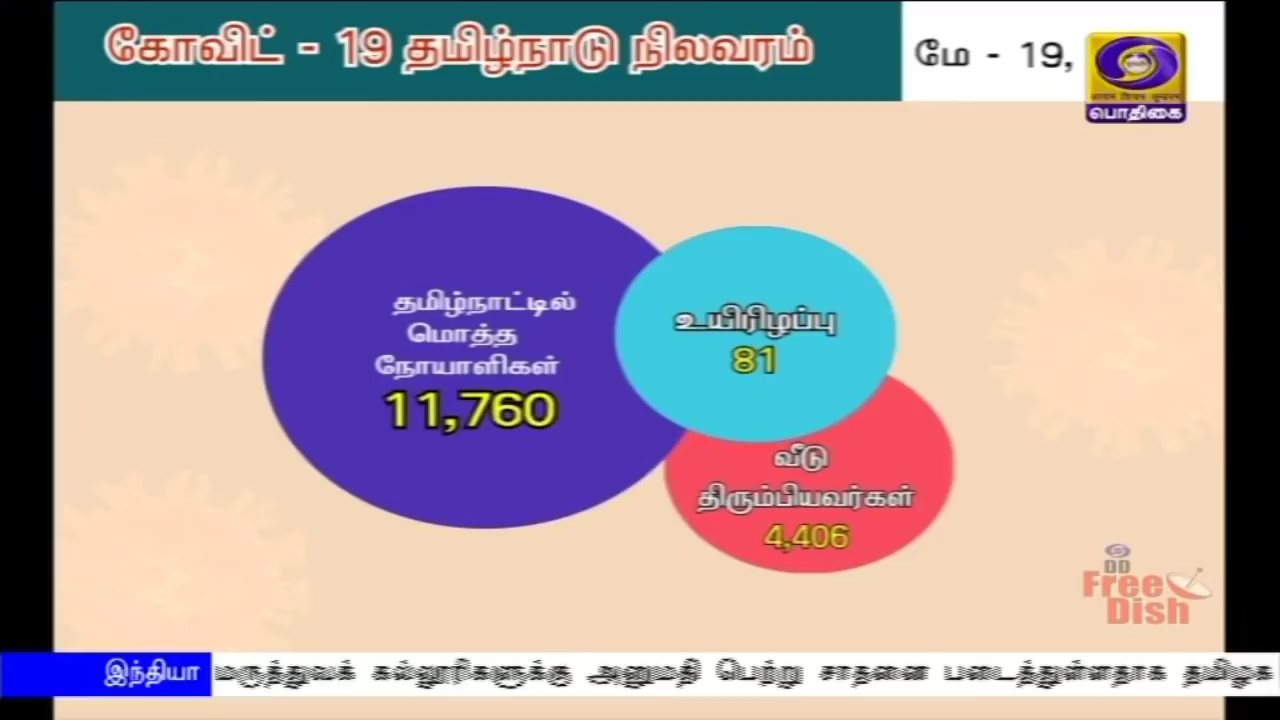 கோவிட் - 19 தமிழ்நாடு நிலவரம்
மே - 19,
பொதிகை
தமிழ்நாட்டில்
மொத்த
நோயாளிகள்
11,760
உயிரிழப்பு
81
வீடு
திரும்பியவர்கள்
4,406
DD
Free
Dish
இந்தியா மருத்துவக் கல்லூரிகளுக்கு அனுமதி பெற்று சாதனை படைத்துள்ளதாக தமிழக